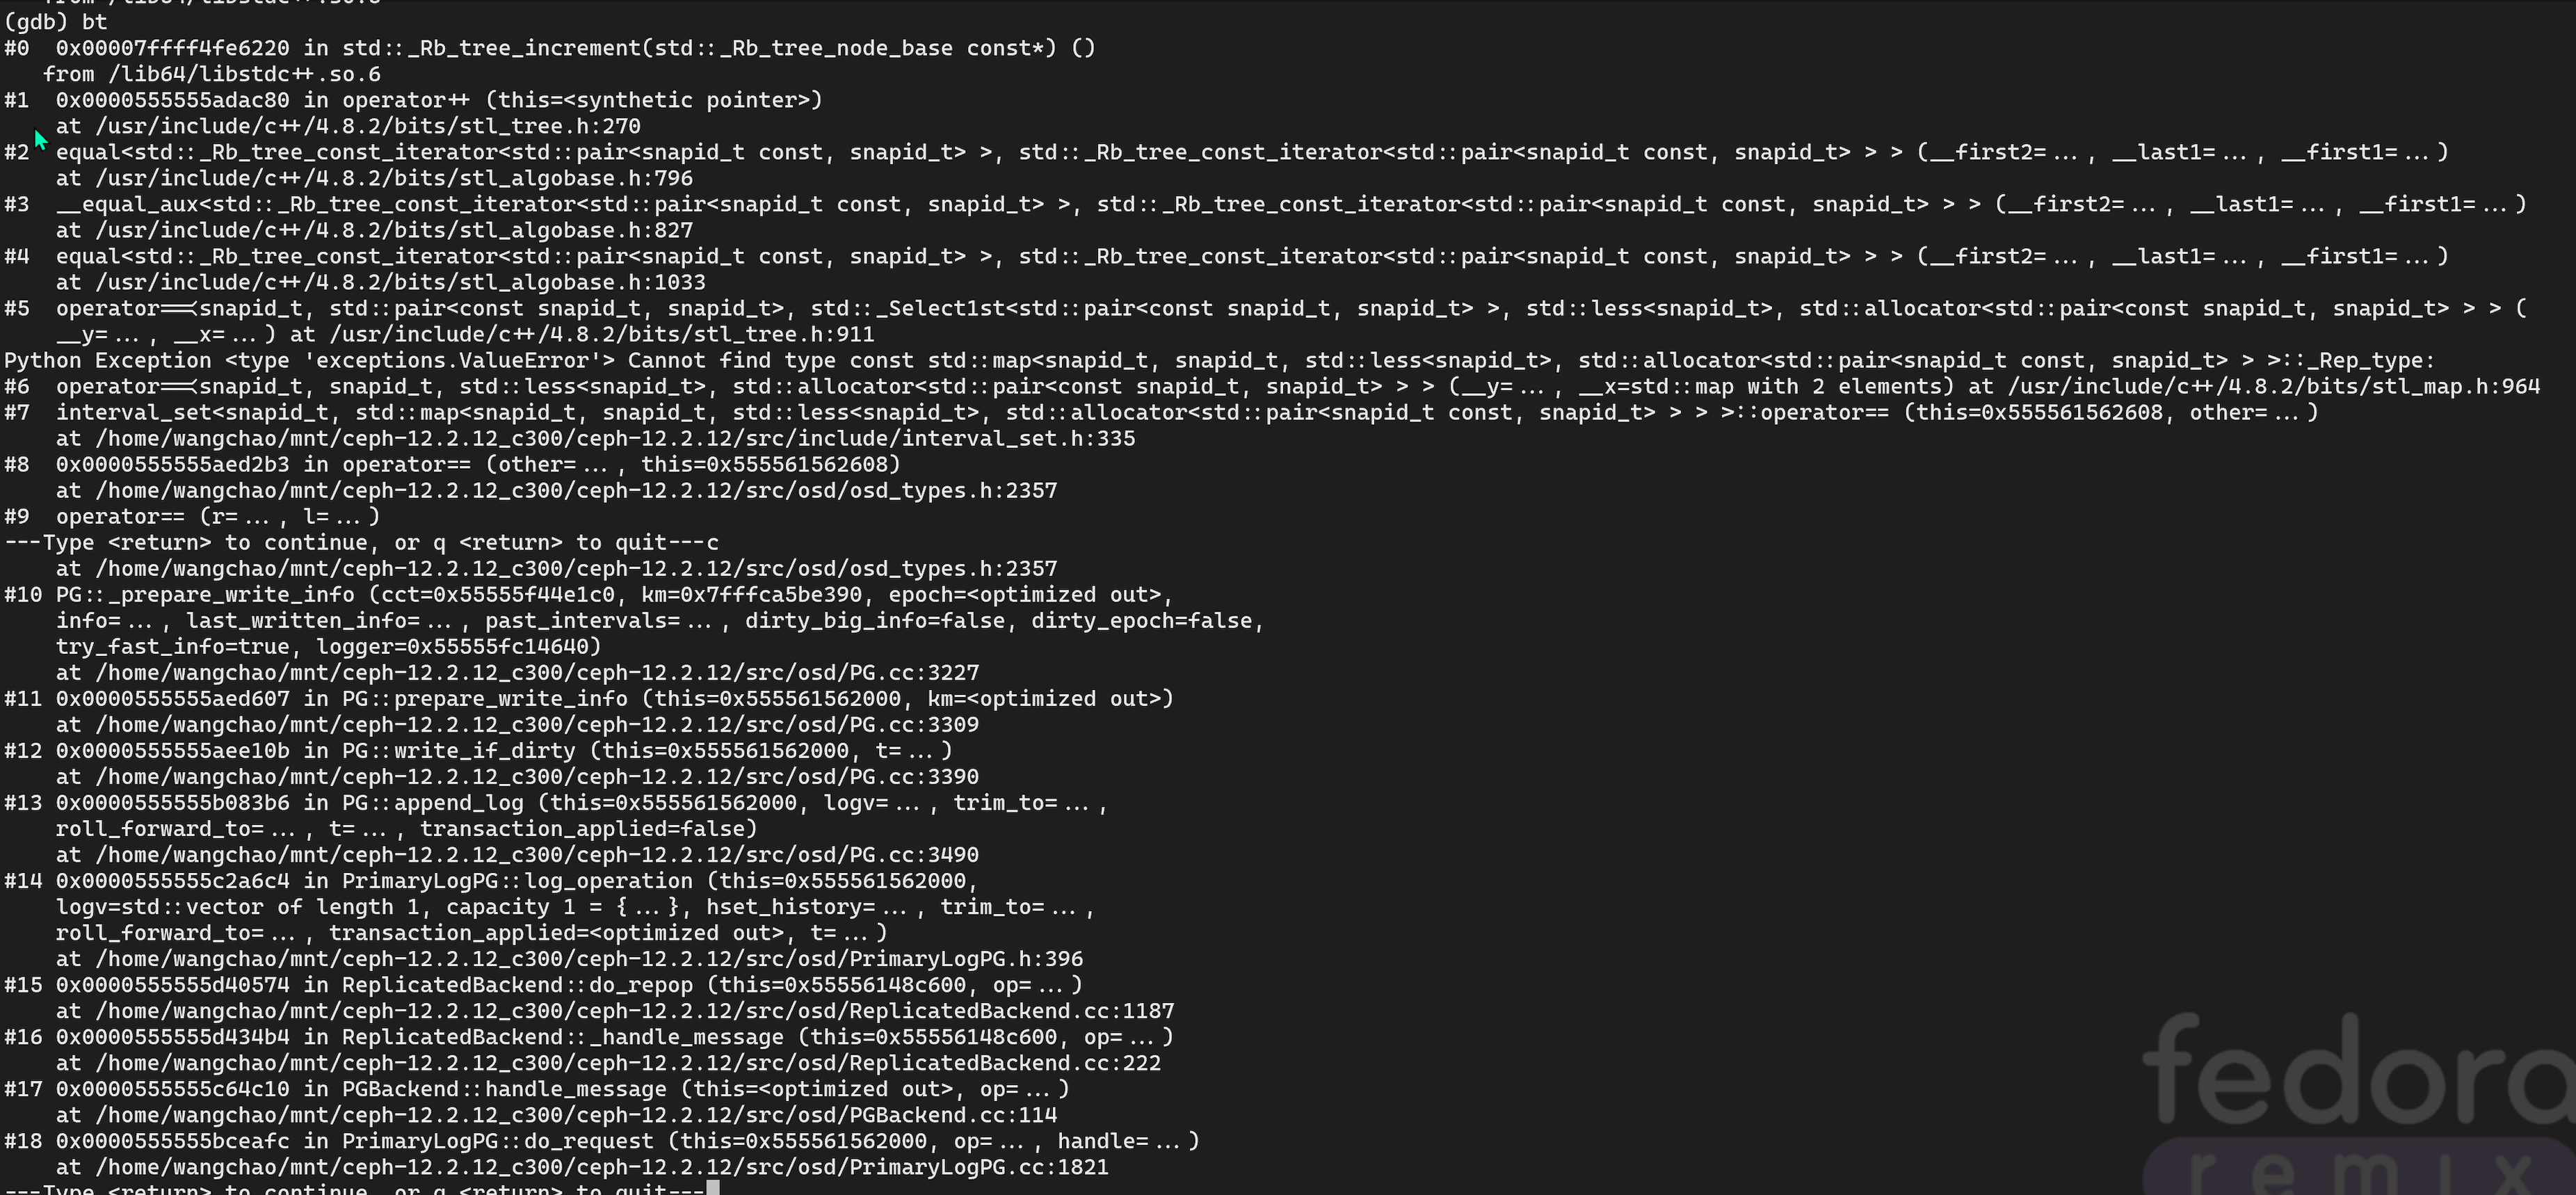 from /lib64/libstdc++.so.6
(gdb) bt
#0  0x00007ffff4fe6220 in std::_Rb_tree_increment(std::_Rb_tree_node_base const*) ()
   from /lib64/libstdc++.so.6
#1  0x0000555555adac80 in operator++ (this=<synthetic pointer>)
    at /usr/include/c++/4.8.2/bits/stl_tree.h:270
#2  equal<std::_Rb_tree_const_iterator<std::pair<snapid_t const, snapid_t> >, std::_Rb_tree_const_iterator<std::pair<snapid_t const, snapid_t> > > (__first2=..., __last1=..., __first1=...)
    at /usr/include/c++/4.8.2/bits/stl_algobase.h:796
#3  __equal_aux<std::_Rb_tree_const_iterator<std::pair<snapid_t const, snapid_t> >, std::_Rb_tree_const_iterator<std::pair<snapid_t const, snapid_t> > > (__first2=..., __last1=..., __first1=...)
    at /usr/include/c++/4.8.2/bits/stl_algobase.h:827
#4  equal<std::_Rb_tree_const_iterator<std::pair<snapid_t const, snapid_t> >, std::_Rb_tree_const_iterator<std::pair<snapid_t const, snapid_t> > > (__first2=..., __last1=..., __first1=...)
    at /usr/include/c++/4.8.2/bits/stl_algobase.h:1033
#5  operator==<snapid_t, std::pair<const snapid_t, snapid_t>, std::_Select1st<std::pair<const snapid_t, snapid_t> >, std::less<snapid_t>, std::allocator<std::pair<const snapid_t, snapid_t> > > (
    __y=..., __x=...) at /usr/include/c++/4.8.2/bits/stl_tree.h:911
Python Exception <type 'exceptions.ValueError'> Cannot find type const std::map<snapid_t, snapid_t, std::less<snapid_t>, std::allocator<std::pair<snapid_t const, snapid_t> > >::_Rep_type:
#6  operator==<snapid_t, snapid_t, std::less<snapid_t>, std::allocator<std::pair<const snapid_t, snapid_t> > > (__y=..., __x=std::map with 2 elements) at /usr/include/c++/4.8.2/bits/stl_map.h:964
#7  interval_set<snapid_t, std::map<snapid_t, snapid_t, std::less<snapid_t>, std::allocator<std::pair<snapid_t const, snapid_t> > > >::operator== (this=0x555561562608, other=...)
    at /home/wangchao/mnt/ceph-12.2.12_c300/ceph-12.2.12/src/include/interval_set.h:335
#8  0x0000555555aed2b3 in operator== (other=..., this=0x555561562608)
    at /home/wangchao/mnt/ceph-12.2.12_c300/ceph-12.2.12/src/osd/osd_types.h:2357
#9  operator== (r=..., l=...)
---Type <return> to continue, or q <return> to quit---c
    at /home/wangchao/mnt/ceph-12.2.12_c300/ceph-12.2.12/src/osd/osd_types.h:2357
#10 PG::_prepare_write_info (cct=0x55555f44e1c0, km=0x7fffca5be390, epoch=<optimized out>,
    info=..., last_written_info=..., past_intervals=..., dirty_big_info=false, dirty_epoch=false,
    try_fast_info=true, logger=0x55555fc14640)
    at /home/wangchao/mnt/ceph-12.2.12_c300/ceph-12.2.12/src/osd/PG.cc:3227
#11 0x0000555555aed607 in PG::prepare_write_info (this=0x555561562000, km=<optimized out>)
    at /home/wangchao/mnt/ceph-12.2.12_c300/ceph-12.2.12/src/osd/PG.cc:3309
#12 0x0000555555aee10b in PG::write_if_dirty (this=0x555561562000, t=...)
    at /home/wangchao/mnt/ceph-12.2.12_c300/ceph-12.2.12/src/osd/PG.cc:3390
#13 0x0000555555b083b6 in PG::append_log (this=0x555561562000, logv=..., trim_to=...,
    roll_forward_to=..., t=..., transaction_applied=false)
    at /home/wangchao/mnt/ceph-12.2.12_c300/ceph-12.2.12/src/osd/PG.cc:3490
#14 0x0000555555c2a6c4 in PrimaryLogPG::log_operation (this=0x555561562000,
    logv=std::vector of length 1, capacity 1 = {...}, hset_history=..., trim_to=...,
    roll_forward_to=..., transaction_applied=<optimized out>, t=...)
    at /home/wangchao/mnt/ceph-12.2.12_c300/ceph-12.2.12/src/osd/PrimaryLogPG.h:396
#15 0x0000555555d40574 in ReplicatedBackend::do_repop (this=0x55556148c600, op=...)
    at /home/wangchao/mnt/ceph-12.2.12_c300/ceph-12.2.12/src/osd/ReplicatedBackend.cc:1187
#16 0x0000555555d434b4 in ReplicatedBackend::_handle_message (this=0x55556148c600, op=...)
    at /home/wangchao/mnt/ceph-12.2.12_c300/ceph-12.2.12/src/osd/ReplicatedBackend.cc:222
#17 0x0000555555c64c10 in PGBackend::handle_message (this=<optimized out>, op=...)
    at /home/wangchao/mnt/ceph-12.2.12_c300/ceph-12.2.12/src/osd/PGBackend.cc:114
#18 0x0000555555bceafc in PrimaryLogPG::do_request (this=0x555561562000, op=..., handle=...)
    at /home/wangchao/mnt/ceph-12.2.12_c300/ceph-12.2.12/src/osd/PrimaryLogPG.cc:1821
---Type <return> to continue, or q <return> to quit---
fedora
remix